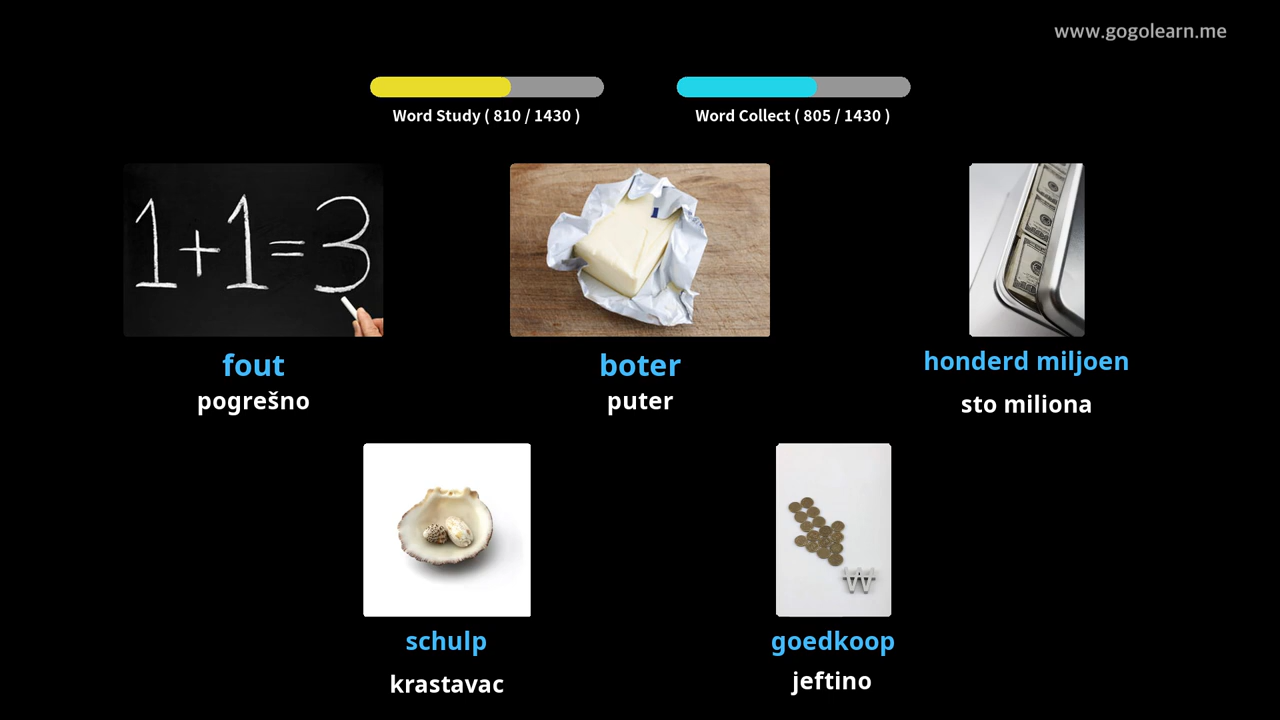 www.gogolearn.me
Word Study ( 810 / 1430 )
Word Collect ( 805 / 1430 )
1+1=3
fout
pogrešno
boter
puter
honderd miljoen
sto miliona
₩
schulp
krastavac
goedkoop
jeftino